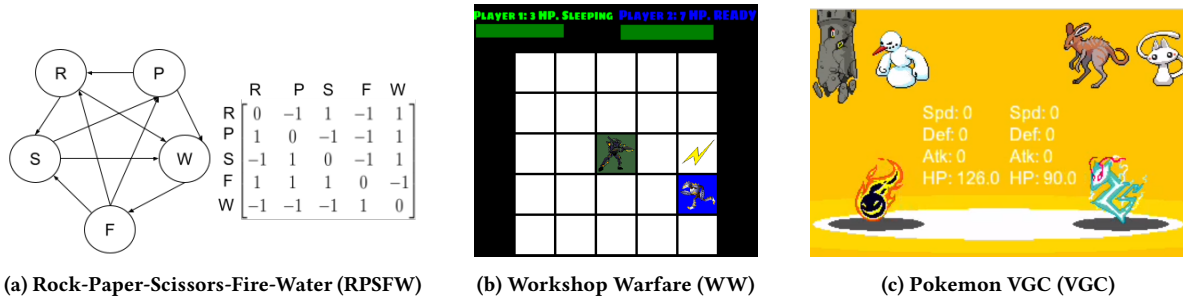 R
P
S
W
F
R P S F W
R 0 -1 1 -1 1
P 1 0 -1 -1 1
S -1 1 0 -1 1
F 1 1 1 0 -1
W -1 -1 -1 1 0
(a) Rock-Paper-Scissors-Fire-Water (RPSFW)
Player 1: 3 HP. Sleeping Player 2: 7 HP. READY
(b) Workshop Warfare (WW)
Spd: 0 Spd: 0
Def: 0 Def: 0
Atk: 0 Atk: 0
HP: 126.0 HP: 90.0
(c) Pokemon VGC (VGC)